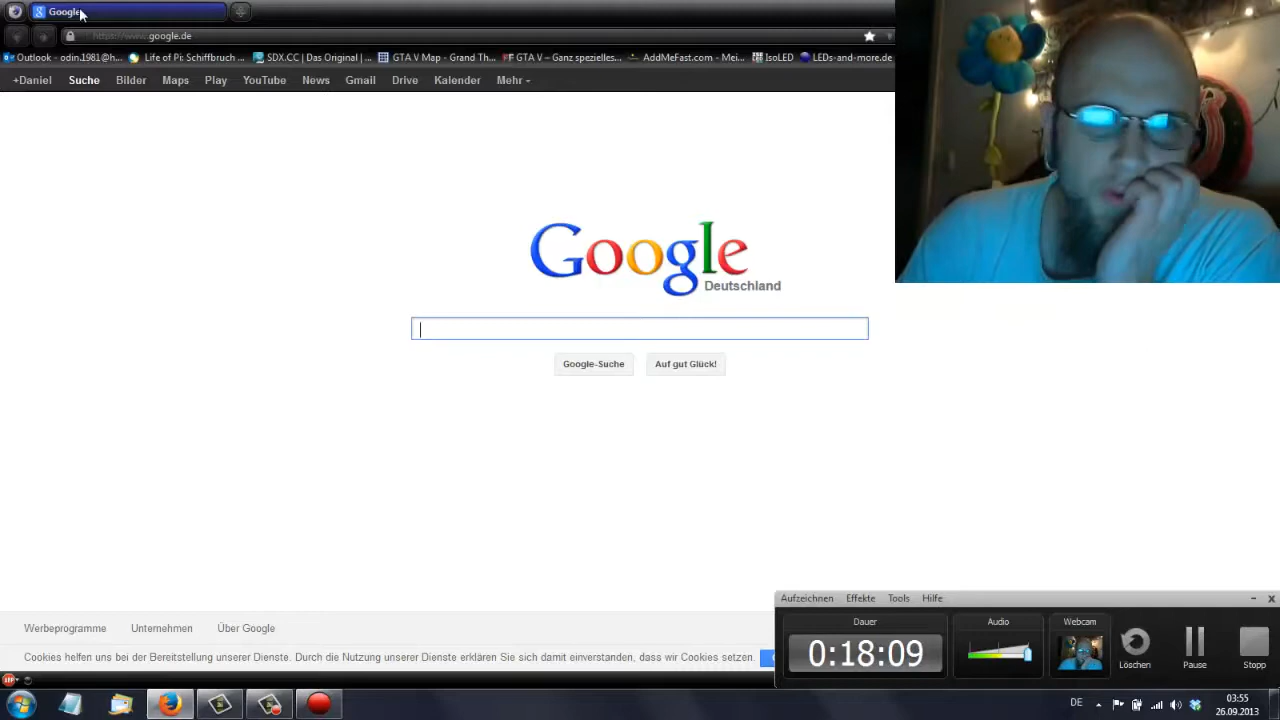 Google
https://www.google.de
Outlook - odin.1981@h...
Life of Pi: Schiffbruch ...
SDX.CC | Das Original | ...
GTA V Map - Grand Th...
GTA V – Ganz spezielles...
AddMeFast.com - Mei...
IsoLED
LEDs-and-more.de
+Daniel Suche Bilder Maps Play YouTube News Gmail Drive Kalender Mehr
Google
Deutschland
Google-Suche
Auf gut Glück!
Werbeprogramme Unternehmen Über Google
Cookies helfen uns bei der Bereitstellung unserer Dienste. Durch die Nutzung unserer Dienste erklären Sie sich damit einverstanden, dass wir Cookies setzen.
Aufzeichnen Effekte Tools Hilfe
Dauer
0:18:09
Audio
Webcam
Löschen
Pause
Stopp
DE
03:55
26.09.2013